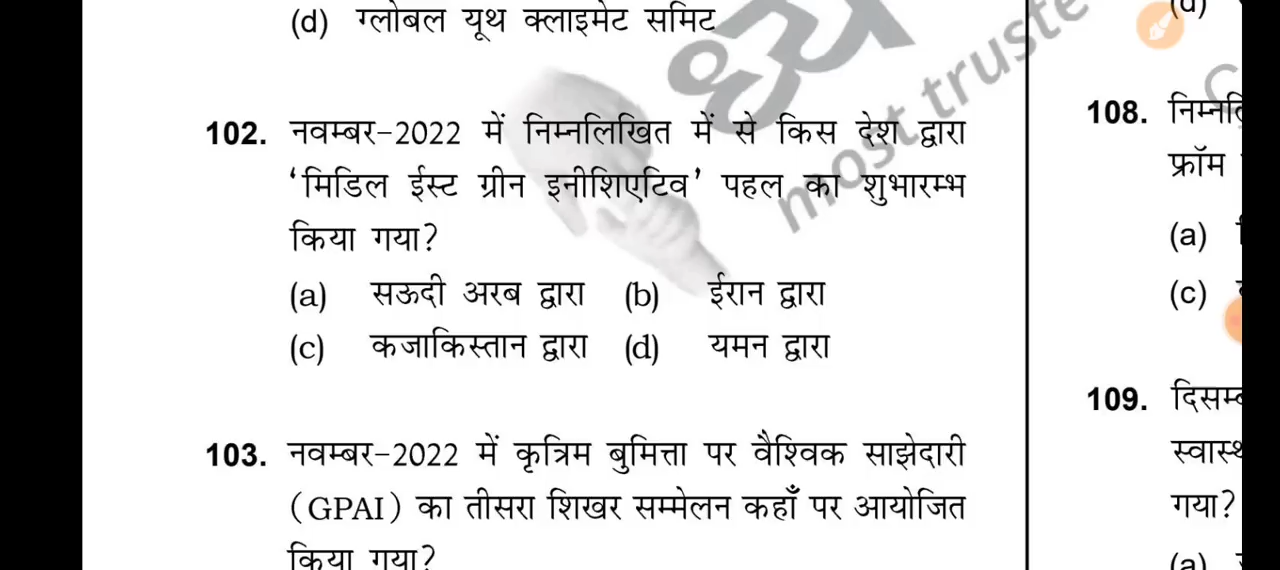 (d) ग्लोबल यूथ क्लाइमेट समिट
102. नवम्बर-2022 में निम्नलिखित में से किस देश द्वारा
‘मिडिल ईस्ट ग्रीन इनीशिएटिव’ पहल का शुभारम्भ
किया गया?
(a) सऊदी अरब द्वारा (b) ईरान द्वारा
(c) कजाकिस्तान द्वारा (d) यमन द्वारा
103. नवम्बर-2022 में कृत्रिम बुमित्ता पर वैश्विक साझेदारी
(GPAI) का तीसरा शिखर सम्मेलन कहाँ पर आयोजित
किया गया?
most
(d)
108.
फ्रॉम
(a)
(c)
109.
गया?
(a)